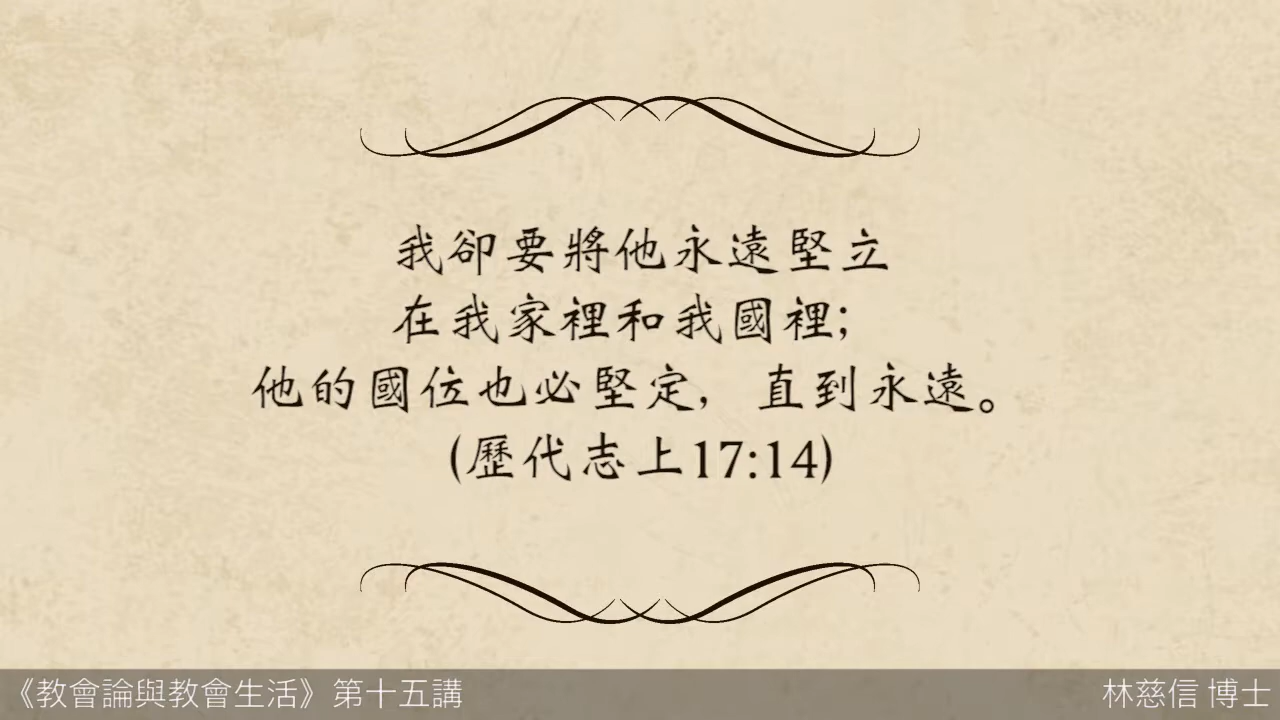 我卻要將他永遠堅立
在我家裡和我國裡;
他的國位也必堅定, 直到永遠。
(歷代志上17:14)
《教會論與教會生活》第十五講
林慈信 博士